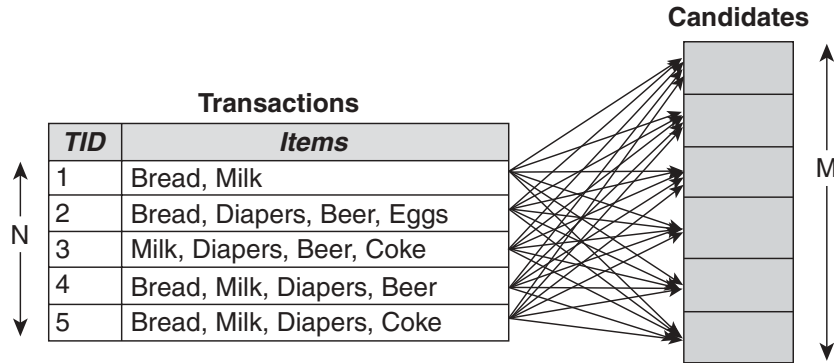 Candidates
Transactions
TID Items
1 Bread, Milk
2 Bread, Diapers, Beer, Eggs
3 Milk, Diapers, Beer, Coke
4 Bread, Milk, Diapers, Beer
5 Bread, Milk, Diapers, Coke
N
M